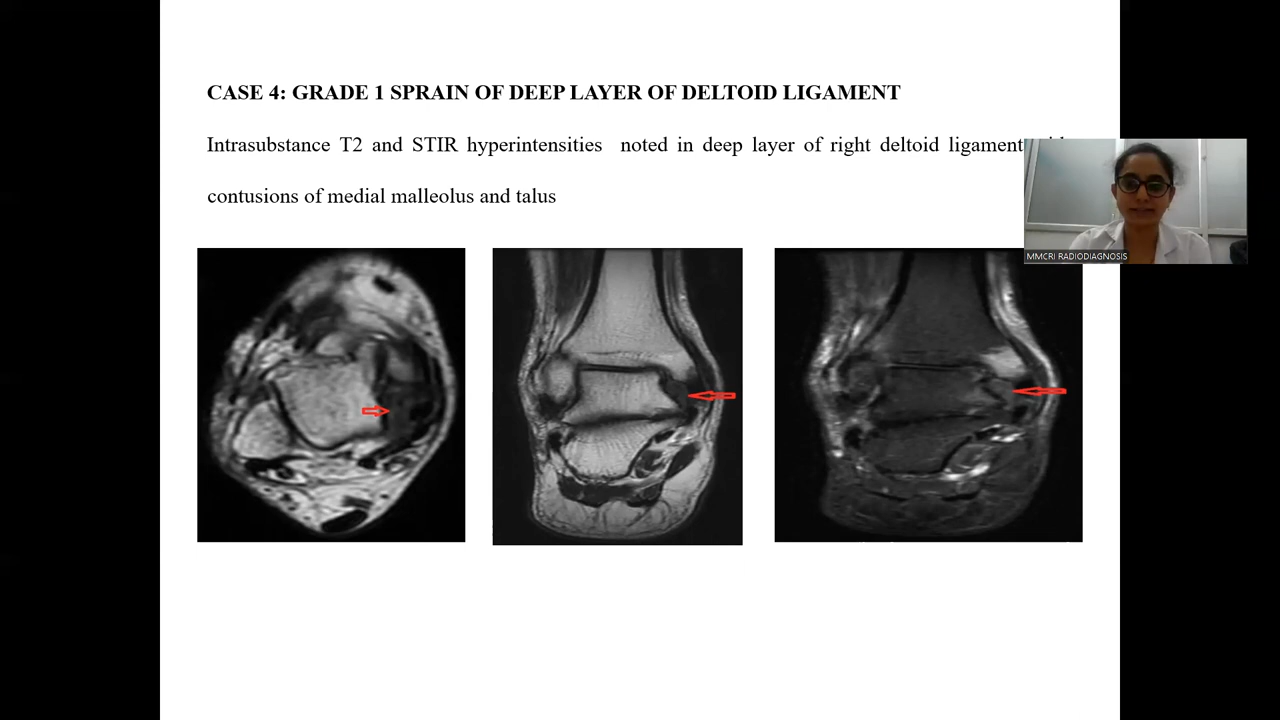 CASE 4: GRADE 1 SPRAIN OF DEEP LAYER OF DELTOID LIGAMENT
Intrasubstance T2 and STIR hyperintensities noted in deep layer of right deltoid ligament
contusions of medial malleolus and talus
MMCRI RADIODIAGNOSIS